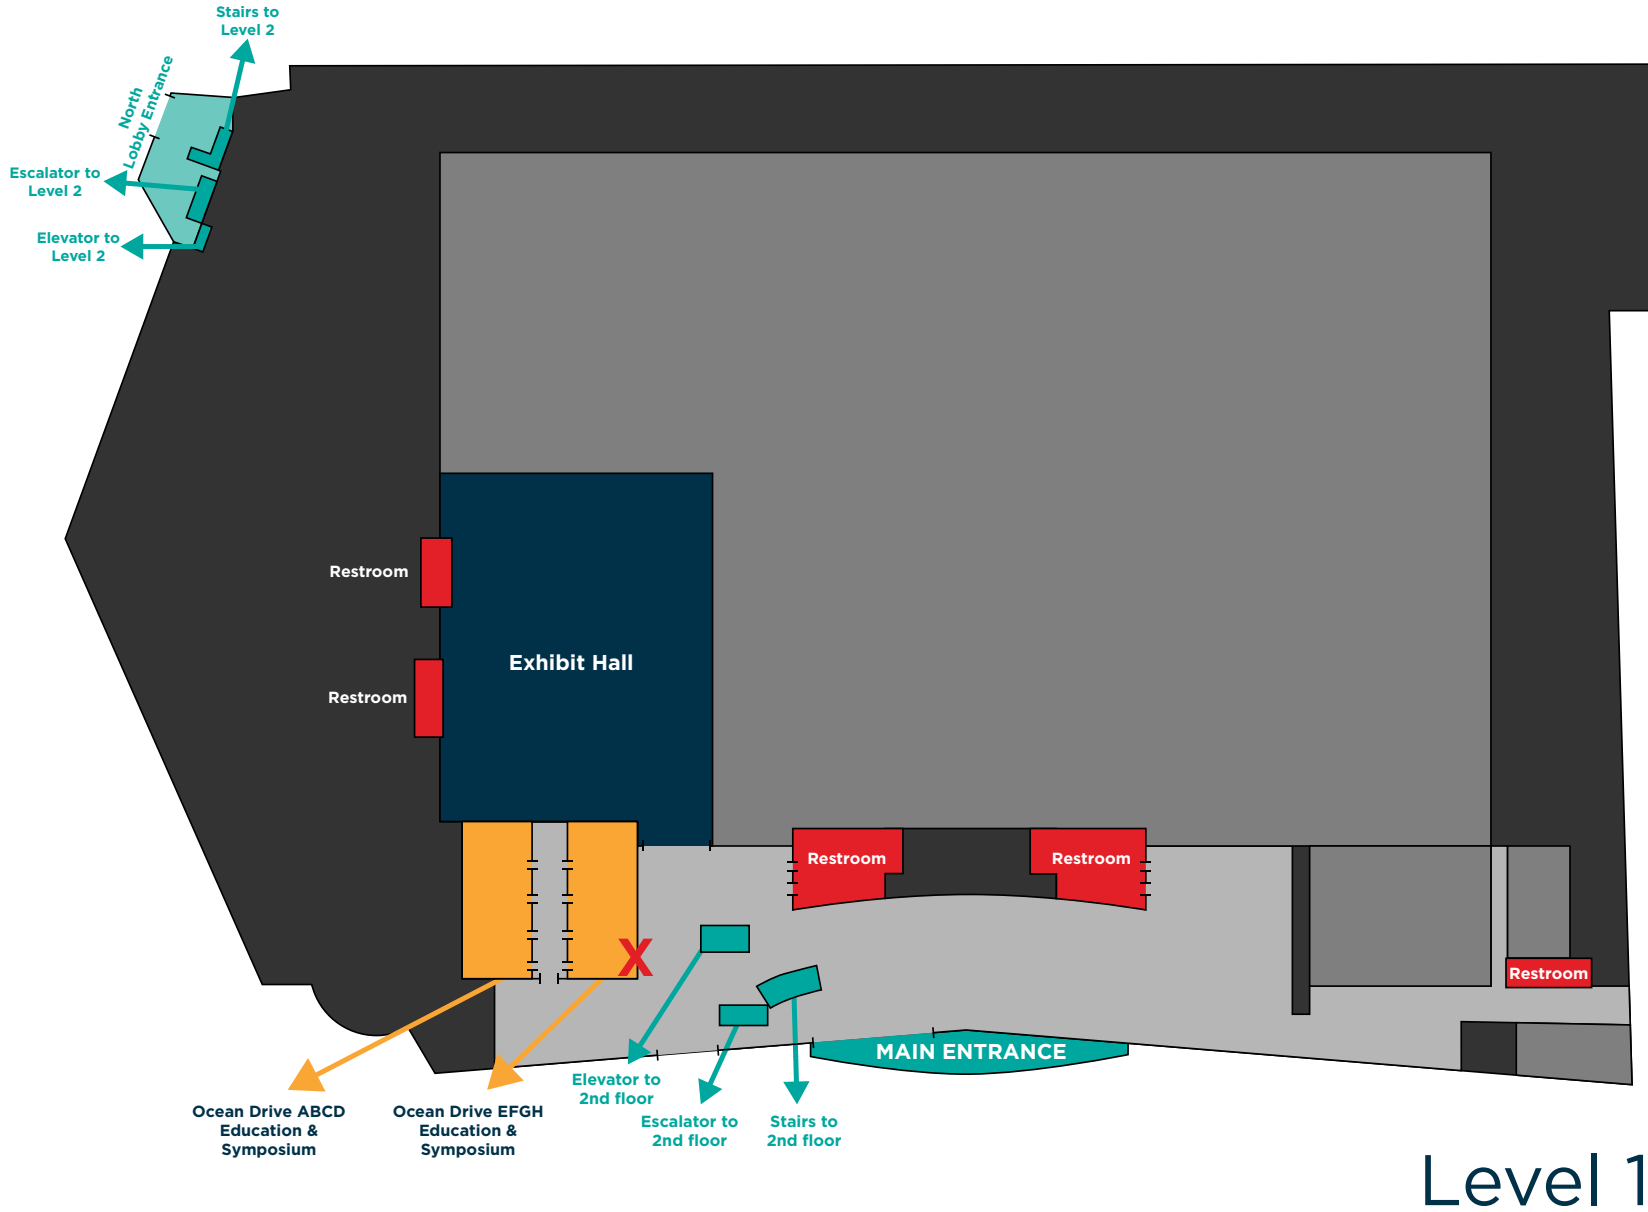 Stairs to
Level 2
North
Lobby Entrance
Escalator to
Level 2
Elevator to
Level 2
Restroom
Exhibit Hall
Restroom
Restroom
Restroom
X
Restroom
MAIN ENTRANCE
Elevator to
2nd floor
Ocean Drive ABCD
Education &
Symposium
Ocean Drive EFGH
Education &
Symposium
Escalator to
2nd floor
Stairs to
2nd floor
Level 1